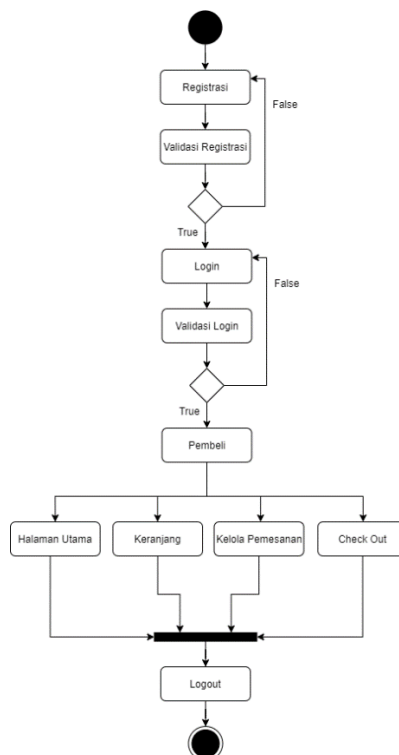 Registrasi
False
Validasi Registrasi
True
Login
False
Validasi Login
True
Pembeli
Halaman Utama
Keranjang
Kelola Pemesanan
Check Out
Logout